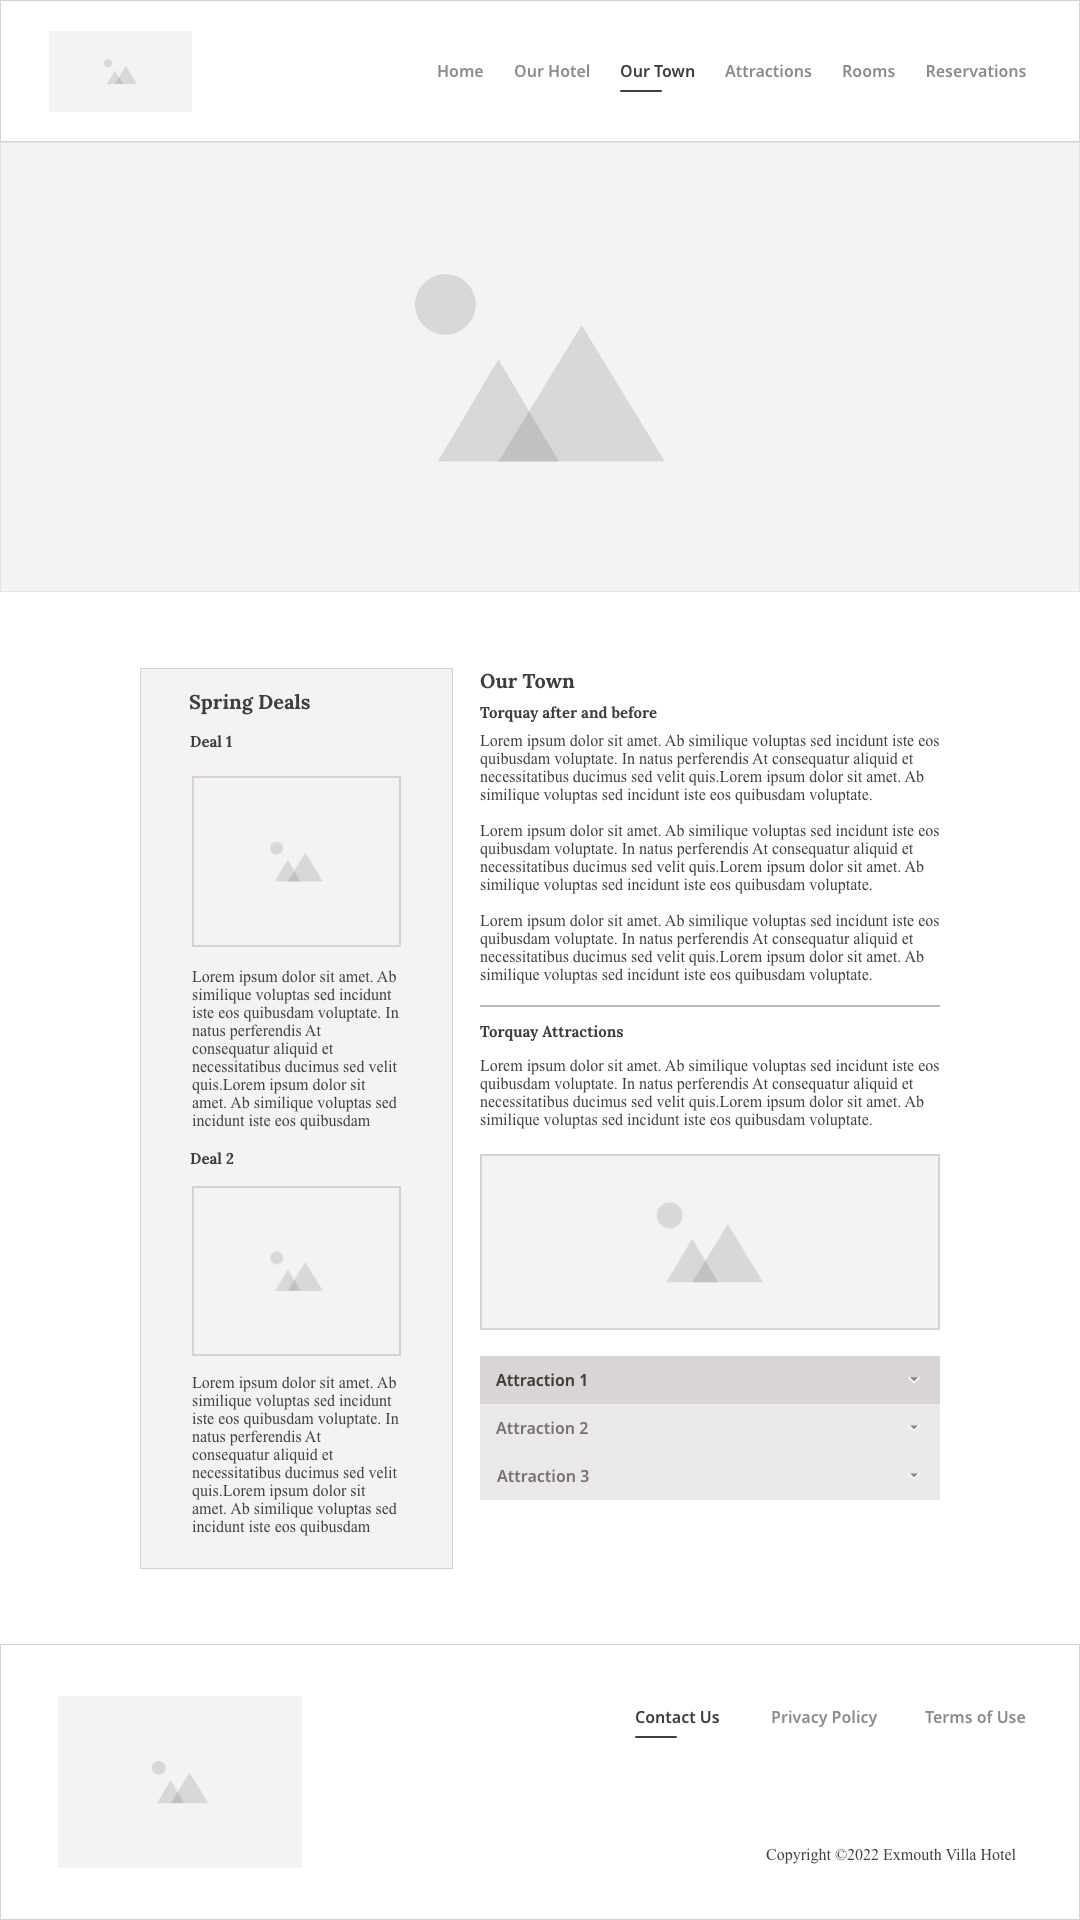 Home Our Hotel Our Town Attractions Rooms Reservations
Spring Deals
Deal 1
Lorem ipsum dolor sit amet. Ab
similique voluptas sed incidunt
iste eos quibusdam voluptate. In
natus perferendis At
consequatur aliquid et
necessitatibus ducimus sed velit
quis.Lorem ipsum dolor sit
amet. Ab similique voluptas sed
incidunt iste eos quibusdam
Deal 2
Lorem ipsum dolor sit amet. Ab
similique voluptas sed incidunt
iste eos quibusdam voluptate. In
natus perferendis At
consequatur aliquid et
necessitatibus ducimus sed velit
quis.Lorem ipsum dolor sit
amet. Ab similique voluptas sed
incidunt iste eos quibusdam
Our Town
Torquay after and before
Lorem ipsum dolor sit amet. Ab similique voluptas sed incidunt iste eos
quibusdam voluptate. In natus perferendis At consequatur aliquid et
necessitatibus ducimus sed velit quis.Lorem ipsum dolor sit amet. Ab
similique voluptas sed incidunt iste eos quibusdam voluptate.
Lorem ipsum dolor sit amet. Ab similique voluptas sed incidunt iste eos
quibusdam voluptate. In natus perferendis At consequatur aliquid et
necessitatibus ducimus sed velit quis.Lorem ipsum dolor sit amet. Ab
similique voluptas sed incidunt iste eos quibusdam voluptate.
Lorem ipsum dolor sit amet. Ab similique voluptas sed incidunt iste eos
quibusdam voluptate. In natus perferendis At consequatur aliquid et
necessitatibus ducimus sed velit quis.Lorem ipsum dolor sit amet. Ab
similique voluptas sed incidunt iste eos quibusdam voluptate.
Torquay Attractions
Lorem ipsum dolor sit amet. Ab similique voluptas sed incidunt iste eos
quibusdam voluptate. In natus perferendis At consequatur aliquid et
necessitatibus ducimus sed velit quis.Lorem ipsum dolor sit amet. Ab
similique voluptas sed incidunt iste eos quibusdam voluptate.
Attraction 1
Attraction 2
Attraction 3
Contact Us Privacy Policy Terms of Use
Copyright ©2022 Exmouth Villa Hotel